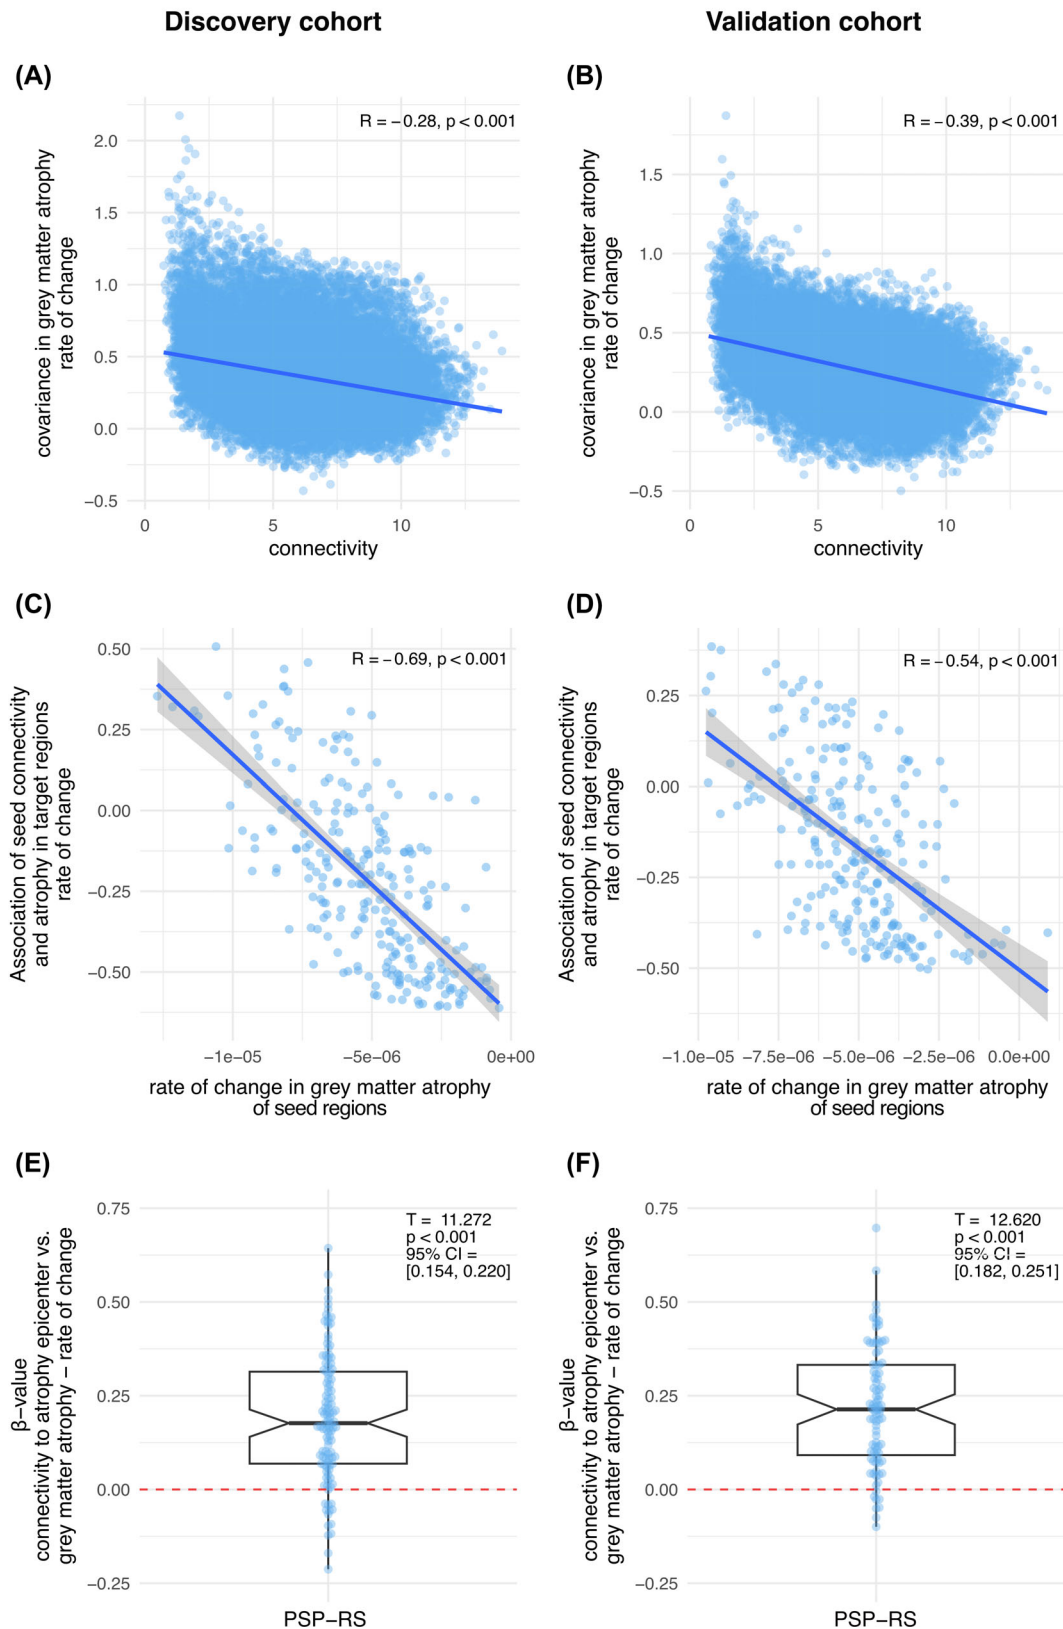 Discovery cohort
Validation cohort
(A)
(B)
R = −0.28, p < 0.001
covariance in grey matter atrophy
rate of change
2.0
1.5
1.0
0.5
0.0
−0.5
0
5
10
connectivity
R = −0.39, p < 0.001
covariance in grey matter atrophy
rate of change
1.5
1.0
0.5
0.0
−0.5
0
5
10
connectivity
(C)
(D)
R = −0.69, p < 0.001
Association of seed connectivity
and atrophy in target regions
rate of change
0.50
0.25
0.00
−0.25
−0.50
−1e−05
−5e−06
0e+00
rate of change in grey matter atrophy
of seed regions
R = −0.54, p < 0.001
Association of seed connectivity
and atrophy in target regions
rate of change
0.25
0.00
−0.25
−0.50
−1.0e−05
−7.5e−06
−5.0e−06
−2.5e−06
0.0e+00
rate of change in grey matter atrophy
of seed regions
(E)
(F)
T = 11.272
p < 0.001
95% CI =
[0.154, 0.220]
β−value
connectivity to atrophy epicenter vs.
grey matter atrophy − rate of change
0.75
0.50
0.25
0.00
−0.25
PSP−RS
T = 12.620
p < 0.001
95% CI =
[0.182, 0.251]
β−value
connectivity to atrophy epicenter vs.
grey matter atrophy − rate of change
0.75
0.50
0.25
0.00
−0.25
PSP−RS